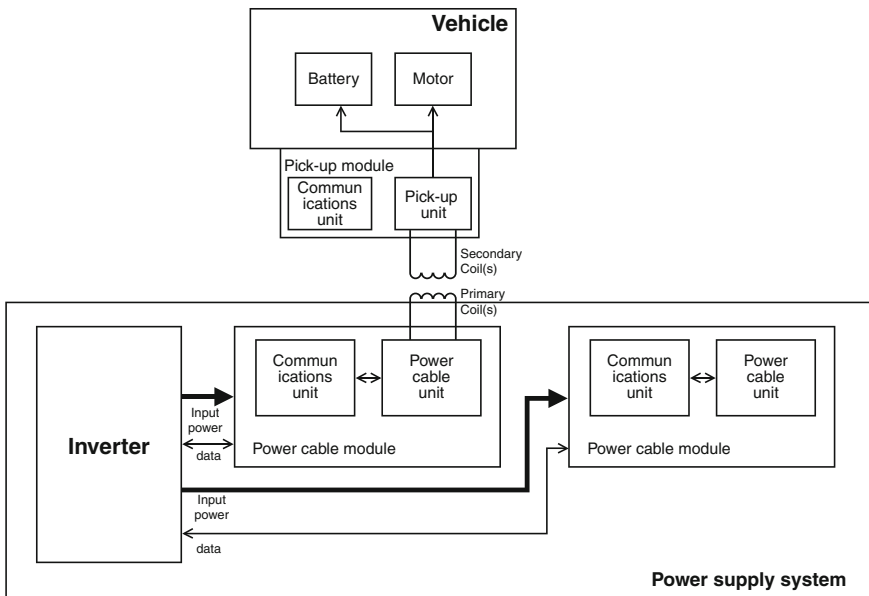 Vehicle
Battery
Motor
Pick-up module
Commun
ications
unit
Pick-up
unit
Secondary
Coil(s)
Primary
Coil(s)
Commun
ications
unit
Power
cable
unit
Commun
ications
unit
Power
cable
unit
Input
power
Inverter
data
Power cable module
Power cable module
Input
power
data
Power supply system